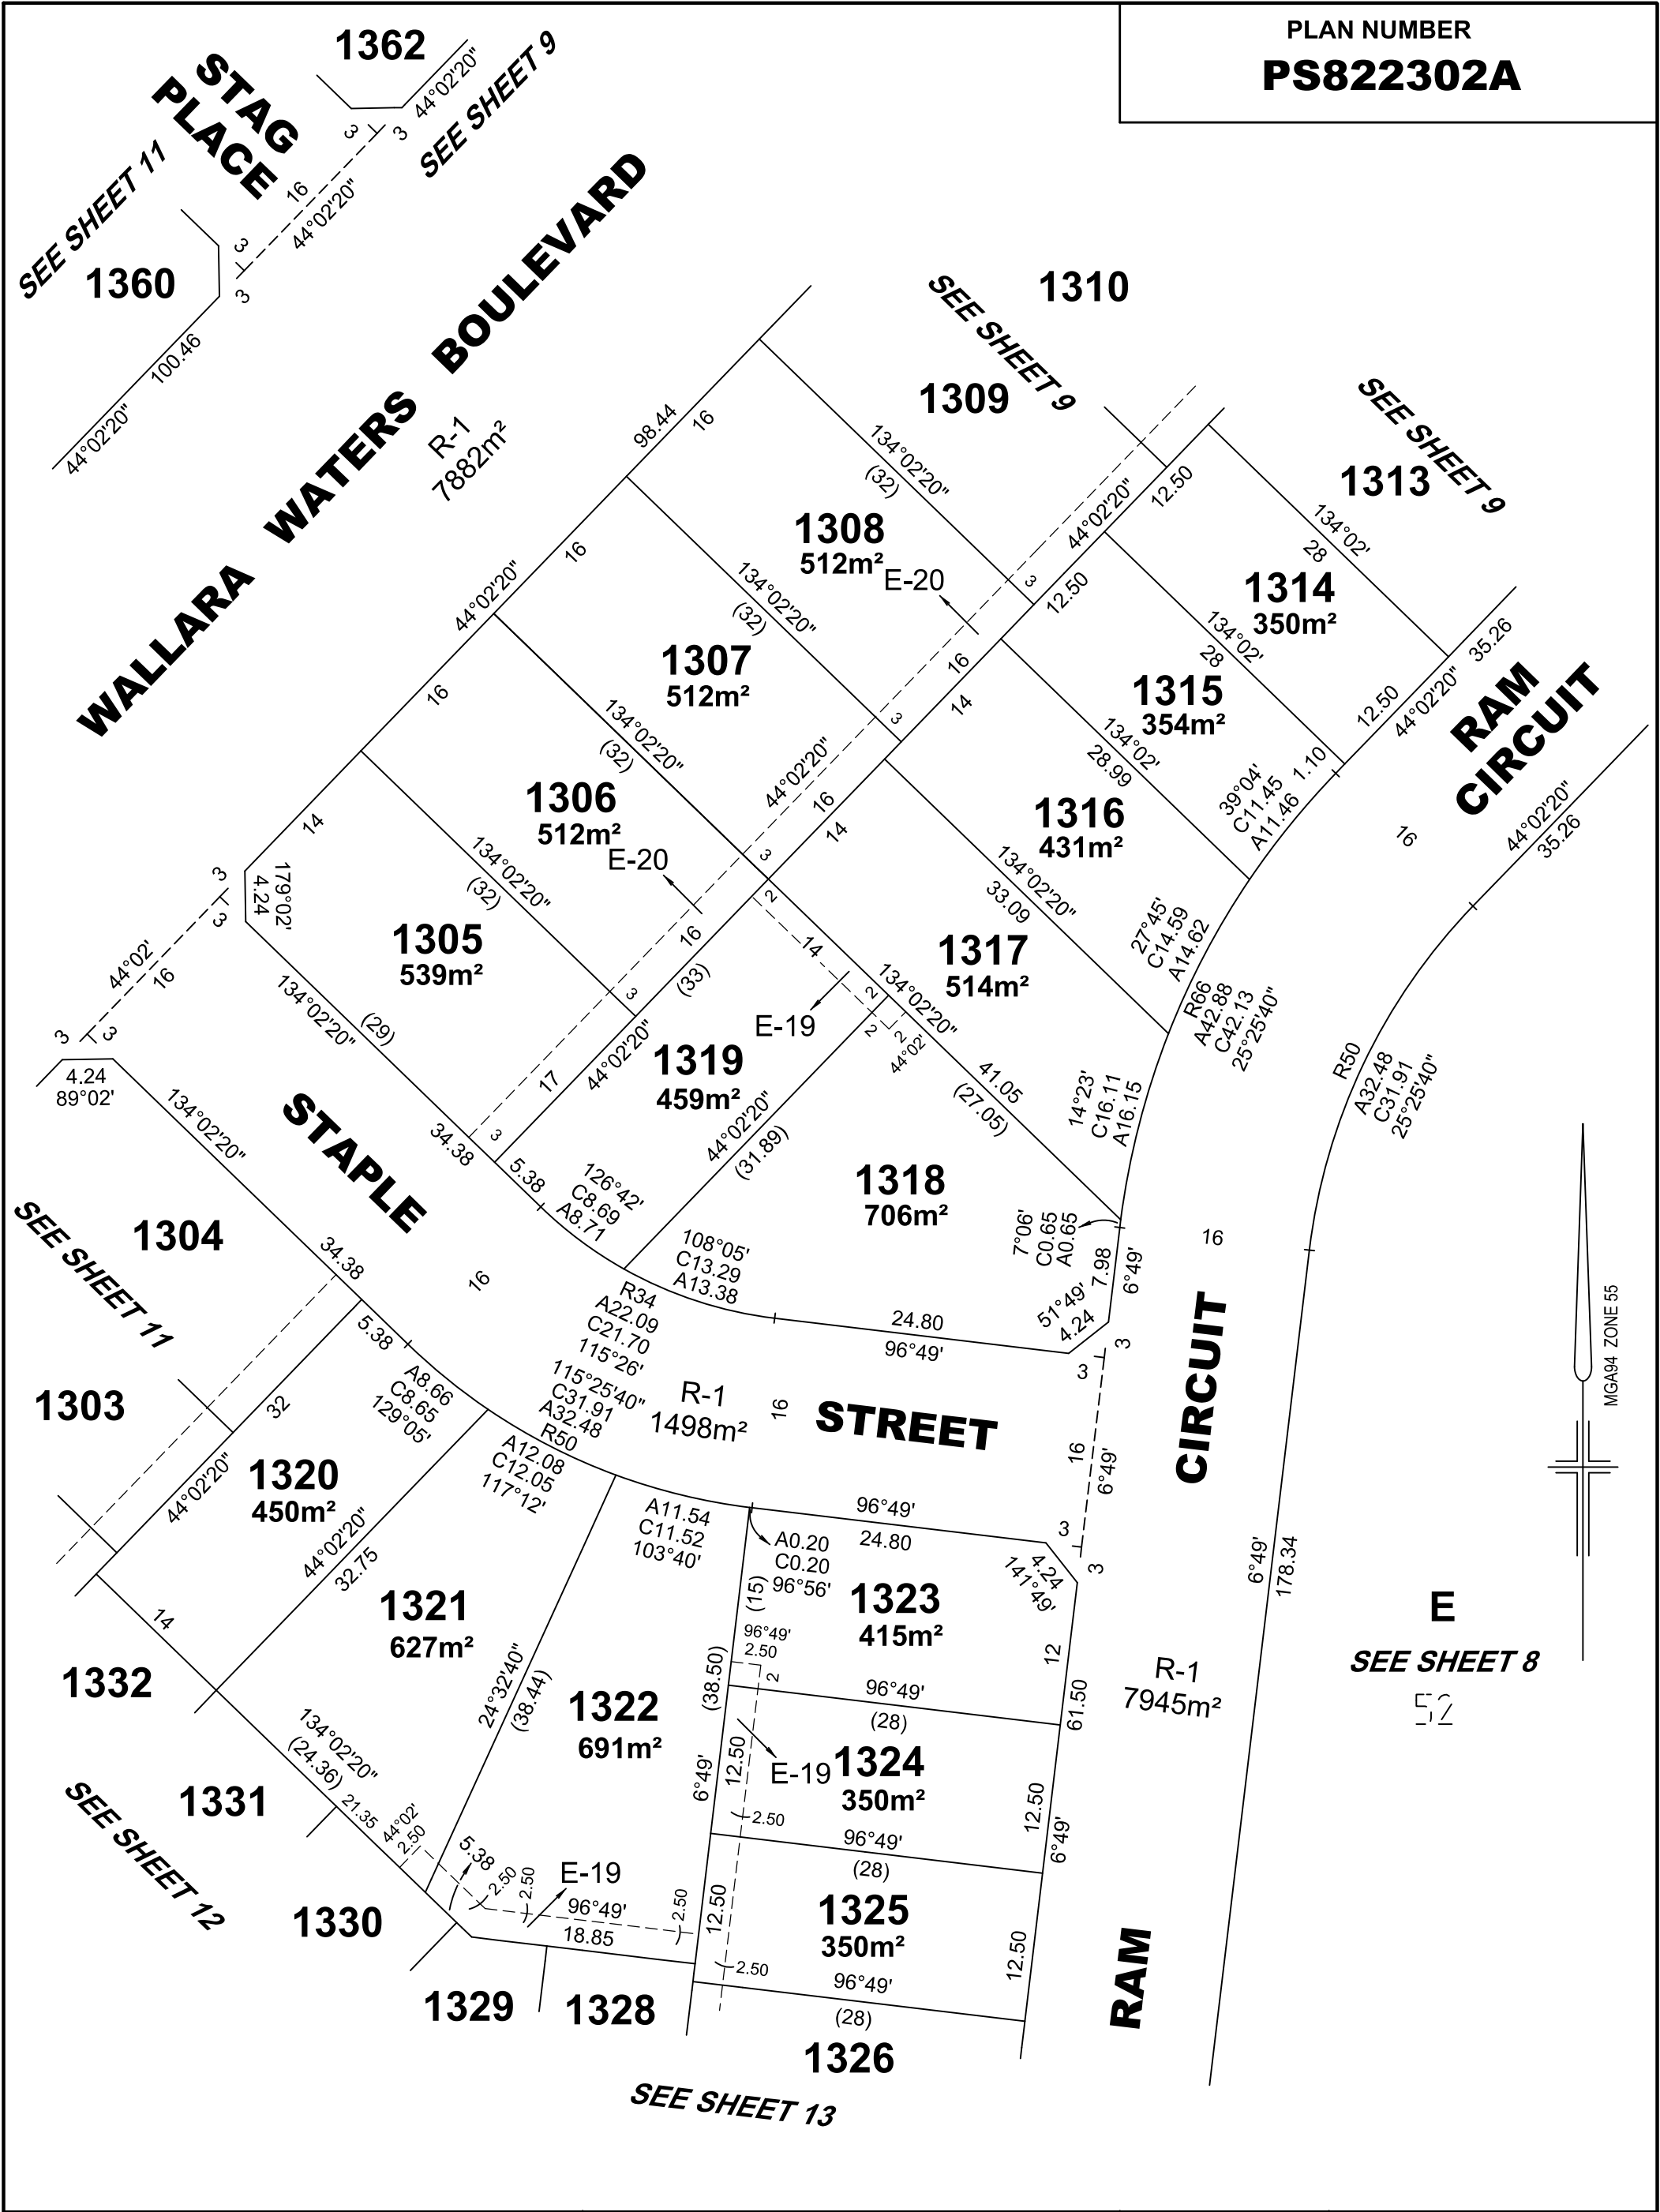 PLAN NUMBER
PS822302A
1362
STAG
PLACE
44°02'20"
SEE SHEET 9
3
3
SEE SHEET 11
16
44°02'20"
3
3
1360
100.46
44°02'20"
WALLARA WATERS BOULEVARD
R-1
7882m²
1310
SEE SHEET 9
1309
98.44
16
134°02'20"
(32)
SEE SHEET 9
1313
12.50
44°02'20"
134°02'
28
1308
512m²
E-20
3
12.50
1314
350m²
16
44°02'20"
134°02'20"
(32)
134°02'
28
35.26
44°02'20"
12.50
RAM
CIRCUIT
1307
512m²
16
14
3
1315
354m²
16
134°02'20"
(32)
134°02'
28.99
1.10
39°04'
C11.45
A11.46
44°02'20"
16
14
1306
512m²
E-20
3
1316
431m²
44°02'20"
35.26
16
14
179°02'
4.24
3
3
134°02'20"
(32)
2
134°02'20"
33.09
1305
539m²
16
(33)
14
1317
514m²
27°45'
C14.59
A14.62
44°02'
16
134°02'20"
(29)
3
E-19
2
2
2
44°02'
134°02'20"
R66
A42.88
C42.13
25°25'40"
3
3
4.24
89°02'
44°02'20"
17
1319
459m²
41.05
(27.05)
R50
A32.48
C31.91
25°25'40"
134°02'20"
STAPLE
34.38
3
5.38
44°02'20"
(31.89)
14°23'
C16.11
A16.15
126°42'
C8.69
A8.71
1318
706m²
7°06'
C0.65
A0.65
SEE SHEET 11
1304
34.38
16
108°05'
C13.29
A13.38
7.98
6°49'
16
R34
A22.09
C21.70
115°26'
24.80
96°49'
51°49'
4.24
3
3
MGA94 ZONE 55
5.38
115°25'40"
C31.91
A32.48
R50
A8.66
C8.65
129°05'
R-1
1498m²
16
STREET
CIRCUIT
1303
32
44°02'20"
1320
450m²
A12.08
C12.05
117°12'
16
6°49'
44°02'20"
32.75
A11.54
C11.52
103°40'
96°49'
24.80
3
3
A0.20
C0.20
96°56'
4.24
141°49'
6°49'
178.34
14
1321
627m²
(15)
1323
415m²
E
SEE SHEET 8
52
1332
96°49'
2.50
2
12
24°32'40"
(38.44)
(38.50)
96°49'
(28)
61.50
R-1
7945m²
1322
691m²
134°02'20"
(24.36)
6°49'
12.50
E-19
1324
350m²
12.50
6°49'
SEE SHEET 12
1331
21.35
44°02'
2.50
2.50
96°49'
(28)
5.38
2.50
2.50
E-19
96°49'
18.85
2.50
12.50
1325
350m²
12.50
1330
2.50
96°49'
(28)
1329
1328
RAM
1326
SEE SHEET 13